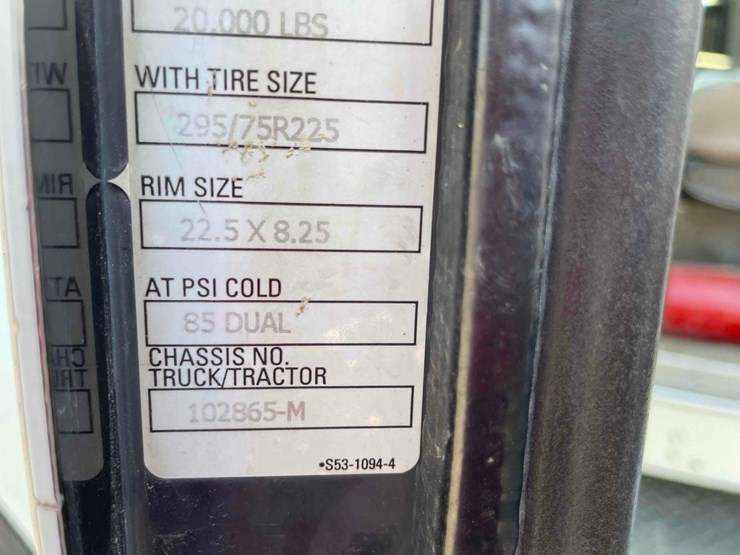 20,000 LBS
WITH TIRE SIZE
295/75R225
RIM SIZE
22.5 X 8.25
AT PSI COLD
85 DUAL
CHASSIS NO.
TRUCK/TRACTOR
102865-M
•S53-1094-4